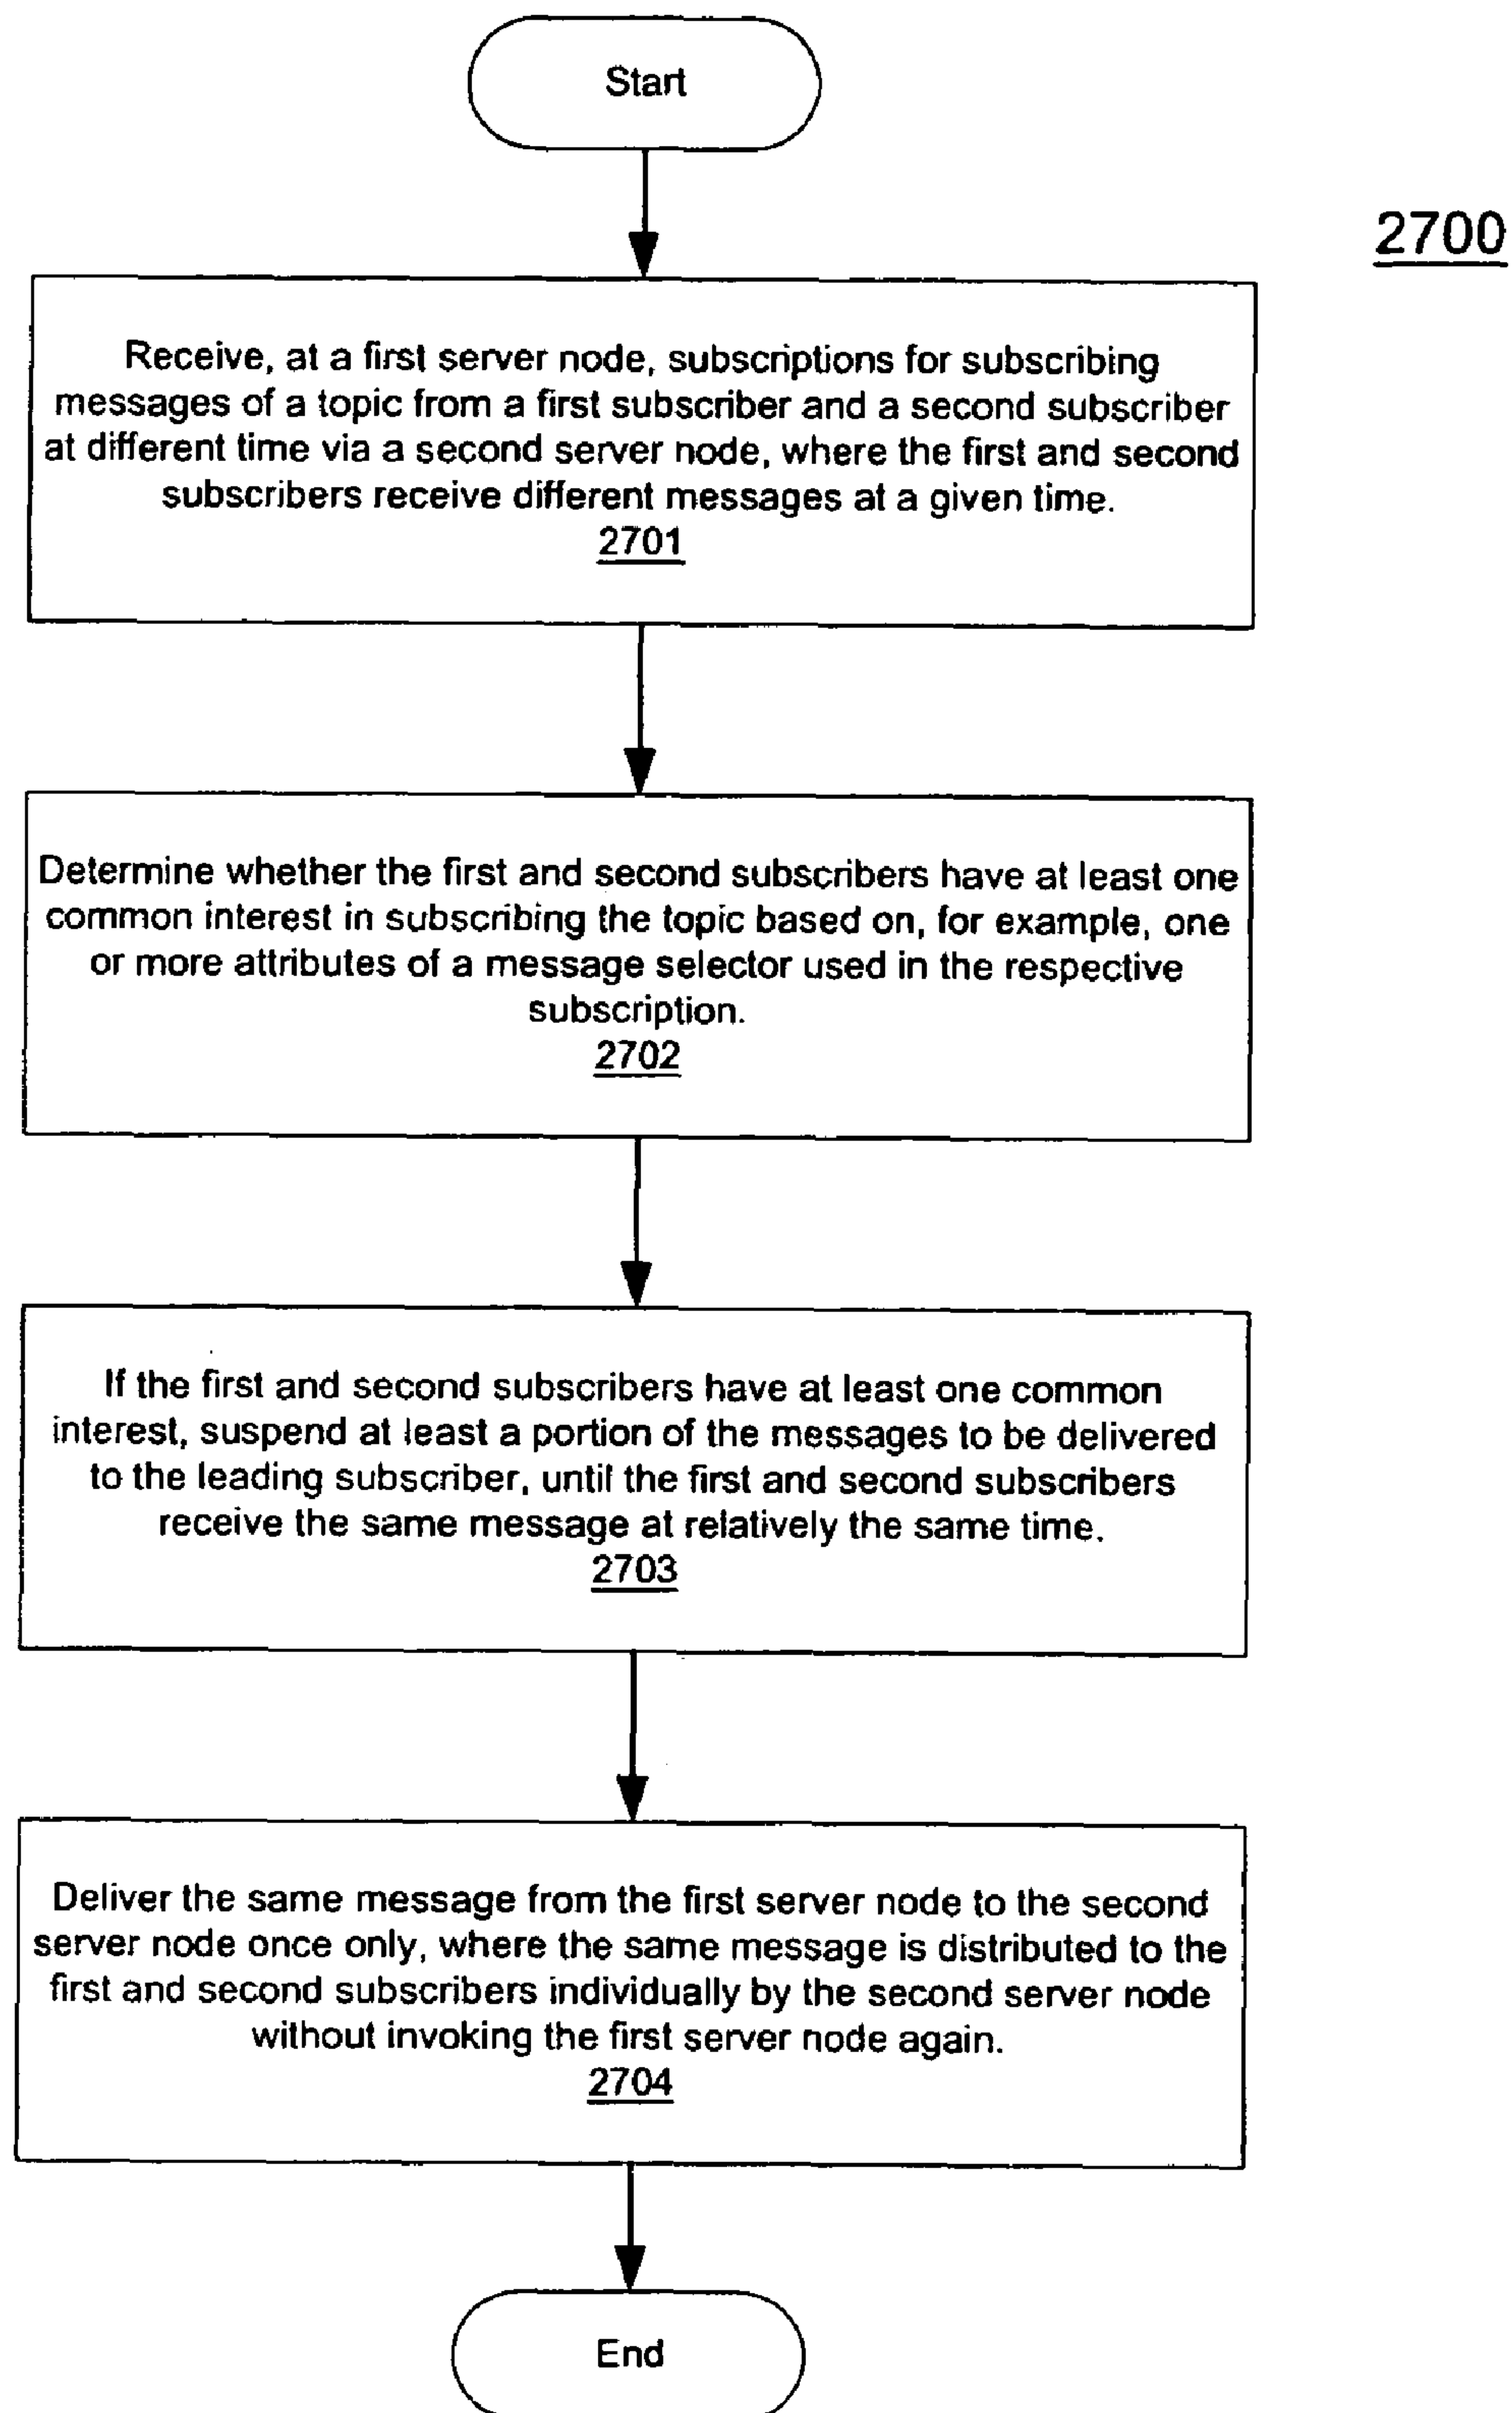 Start
2700
Receive, at a first server node, subscriptions for subscribing
messages of a topic from a first subscriber and a second subscriber
at different time via a second server node, where the first and second
subscribers receive different messages at a given time.
2701
Determine whether the first and second subscribers have at least one
common interest in subscribing the topic based on, for example, one
or more attributes of a message selector used in the respective
subscription.
2702
If the first and second subscribers have at least one common
interest, suspend at least a portion of the messages to be delivered
to the leading subscriber, until the first and second subscribers
receive the same message at relatively the same time.
2703
Deliver the same message from the first server node to the second
server node once only, where the same message is distributed to the
first and second subscribers individually by the second server node
without invoking the first server node again.
2704
End